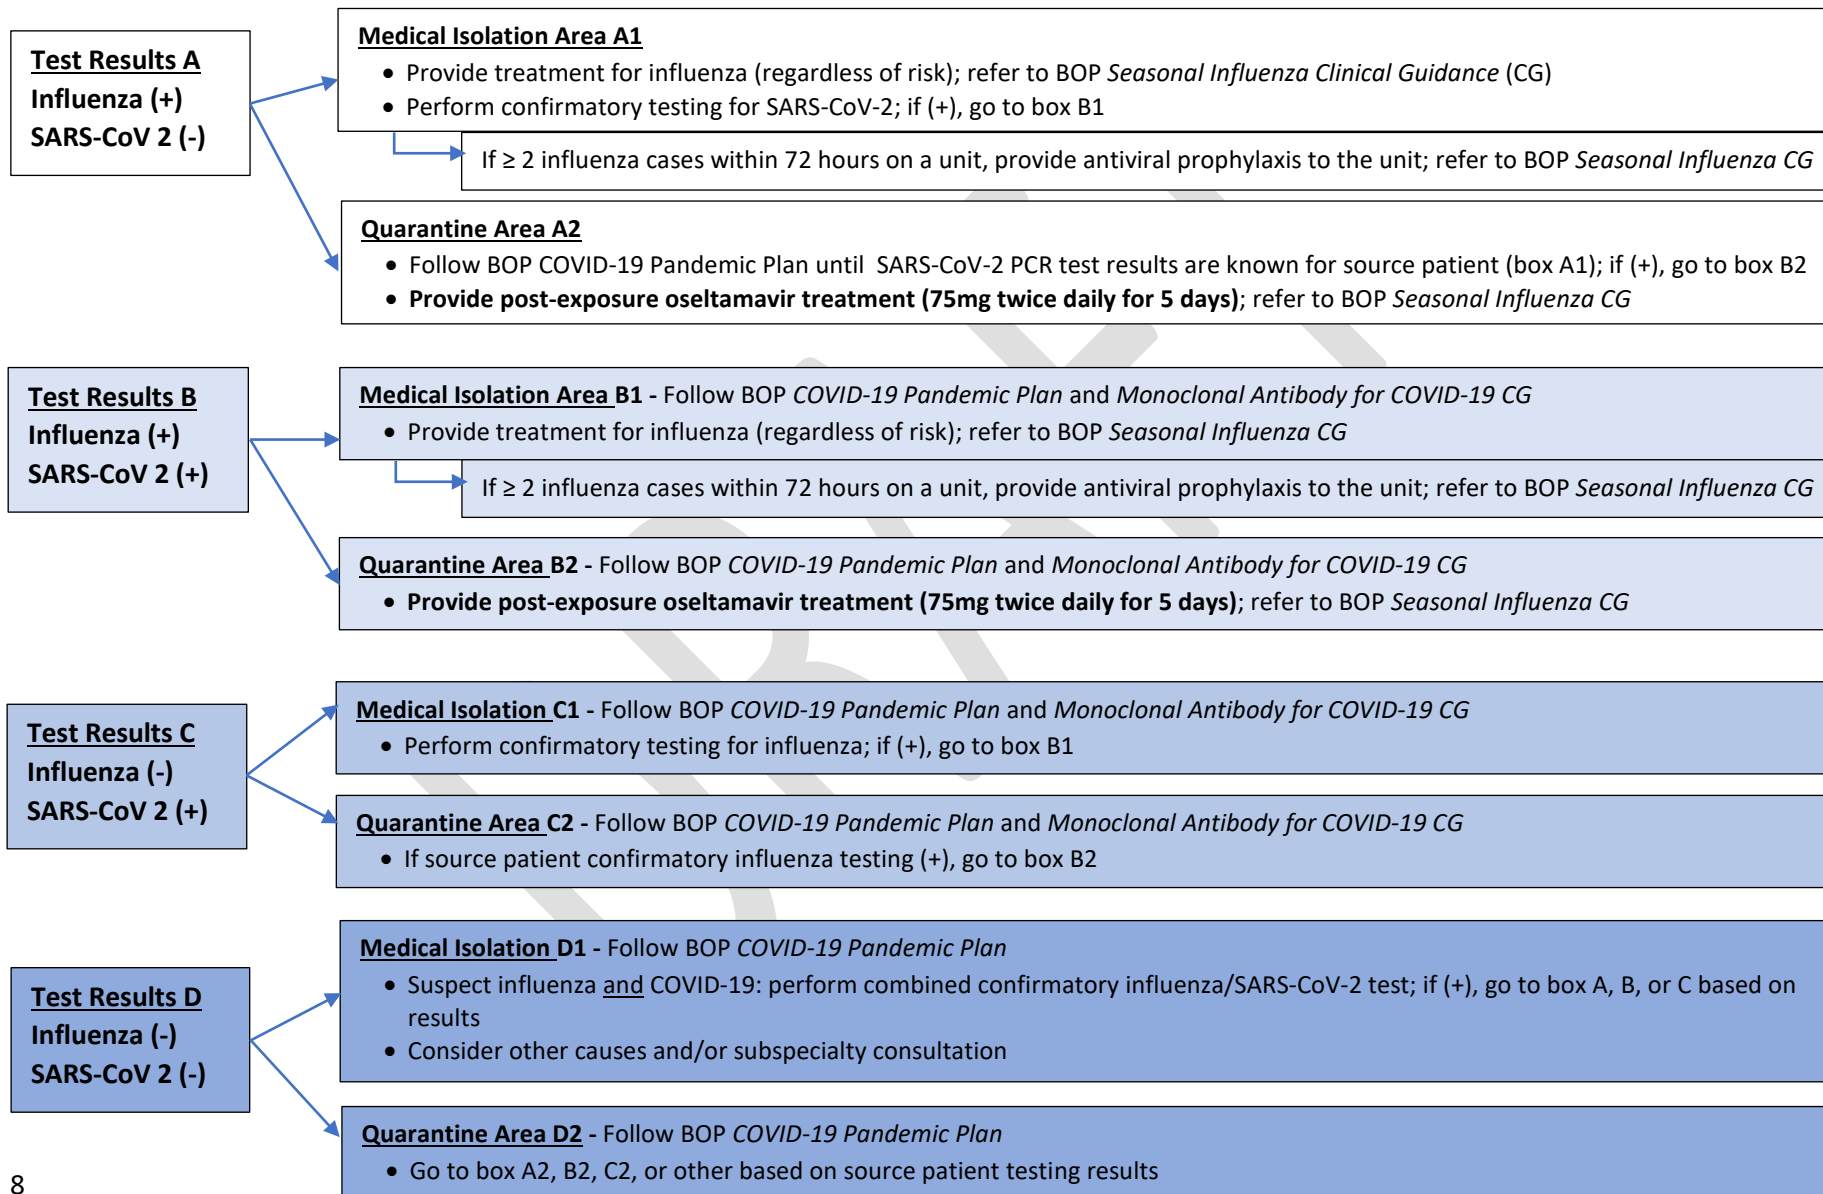 Test Results A
Influenza (+)
SARS-CoV 2 (-)
Medical Isolation Area A1
• Provide treatment for influenza (regardless of risk); refer to BOP Seasonal Influenza Clinical Guidance (CG)
• Perform confirmatory testing for SARS-CoV-2; if (+), go to box B1
If ≥ 2 influenza cases within 72 hours on a unit, provide antiviral prophylaxis to the unit; refer to BOP Seasonal Influenza CG
Quarantine Area A2
• Follow BOP COVID-19 Pandemic Plan until SARS-CoV-2 PCR test results are known for source patient (box A1); if (+), go to box B2
• Provide post-exposure oseltamavir treatment (75mg twice daily for 5 days); refer to BOP Seasonal Influenza CG
Test Results B
Influenza (+)
SARS-CoV 2 (+)
Medical Isolation Area B1 - Follow BOP COVID-19 Pandemic Plan and Monoclonal Antibody for COVID-19 CG
• Provide treatment for influenza (regardless of risk); refer to BOP Seasonal Influenza CG
If ≥ 2 influenza cases within 72 hours on a unit, provide antiviral prophylaxis to the unit; refer to BOP Seasonal Influenza CG
Quarantine Area B2 - Follow BOP COVID-19 Pandemic Plan and Monoclonal Antibody for COVID-19 CG
• Provide post-exposure oseltamavir treatment (75mg twice daily for 5 days); refer to BOP Seasonal Influenza CG
Test Results C
Influenza (-)
SARS-CoV 2 (+)
Medical Isolation C1 - Follow BOP COVID-19 Pandemic Plan and Monoclonal Antibody for COVID-19 CG
• Perform confirmatory testing for influenza; if (+), go to box B1
Quarantine Area C2 - Follow BOP COVID-19 Pandemic Plan and Monoclonal Antibody for COVID-19 CG
• If source patient confirmatory influenza testing (+), go to box B2
Test Results D
Influenza (-)
SARS-CoV 2 (-)
Medical Isolation D1 - Follow BOP COVID-19 Pandemic Plan
• Suspect influenza and COVID-19: perform combined confirmatory influenza/SARS-CoV-2 test; if (+), go to box A, B, or C based on
results
• Consider other causes and/or subspecialty consultation
Quarantine Area D2 - Follow BOP COVID-19 Pandemic Plan
• Go to box A2, B2, C2, or other based on source patient testing results
8
DRAFT